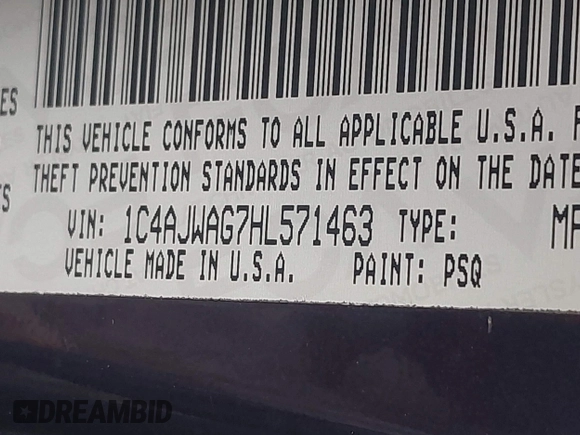 ES
THIS VEHICLE CONFORMS TO ALL APPLICABLE U.S.A.
THEFT PREVENTION STANDARDS IN EFFECT ON THE DATE
VIN: 1C4AJWAG7HL571463 TYPE:
VEHICLE MADE IN U.S.A. PAINT: PSQ
DREAMBID